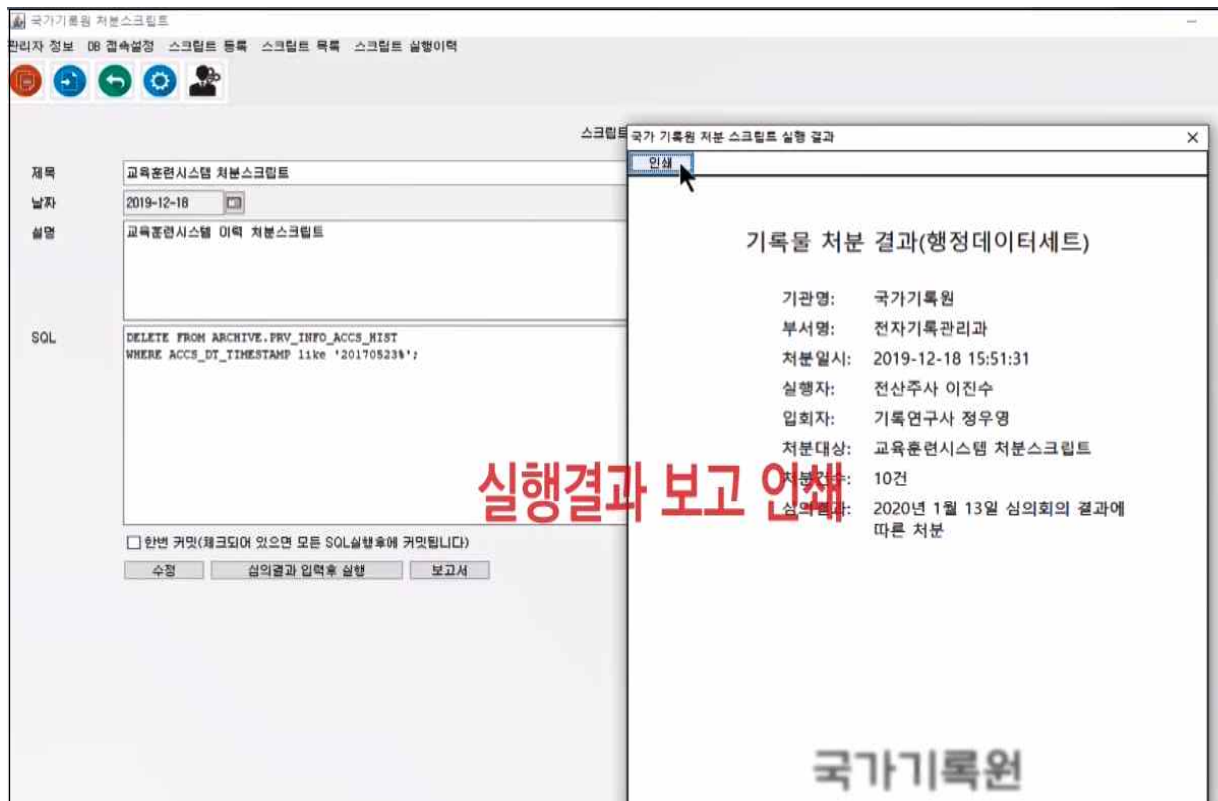 국가기록원 처분스크립트
관리자 정보 DB 접속설정 스크립트 등록 스크립트 목록 스크립트 실행이력
스크립트
제목 교육훈련시스템 처분스크립트
날짜 2019-12-18
설명 교육훈련시스템 이력 처분스크립트
SQL DELETE FROM ARCHIVE.PRV_INFO_ACCS_HIST
WHERE ACCS_DT_TIMESTAMP like '20170523%';
한번 커밋(체크되어 있으면 모든 SQL실행후에 커밋됩니다)
수정 심의결과 입력후 실행 보고서
국가 기록원 처분 스크립트 실행 결과
인쇄
기록물 처분 결과(행정데이터세트)
기관명: 국가기록원
부서명: 전자기록관리과
처분일시: 2019-12-18 15:51:31
실행자: 전산주사 이진수
입회자: 기록연구사 정우영
처분대상: 교육훈련시스템 처분스크립트
처분건수: 10건
심의결과: 2020년 1월 13일 심의회의 결과에
따른 처분
실행결과 보고 인쇄
국가기록원